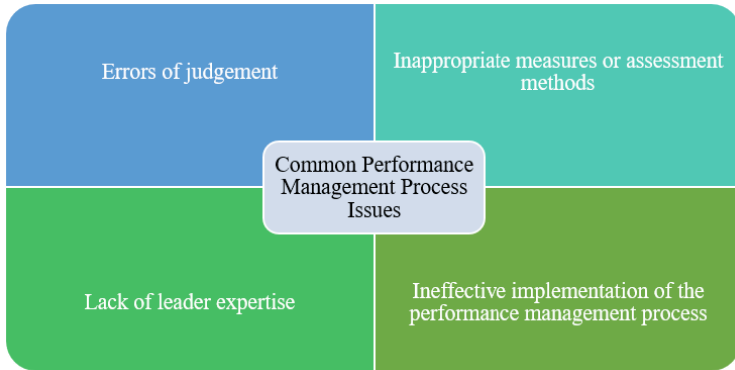 Errors of judgement
Inappropriate measures or assessment
methods
Common Performance
Management Process
Issues
Lack of leader expertise
Ineffective implementation of the
performance management process